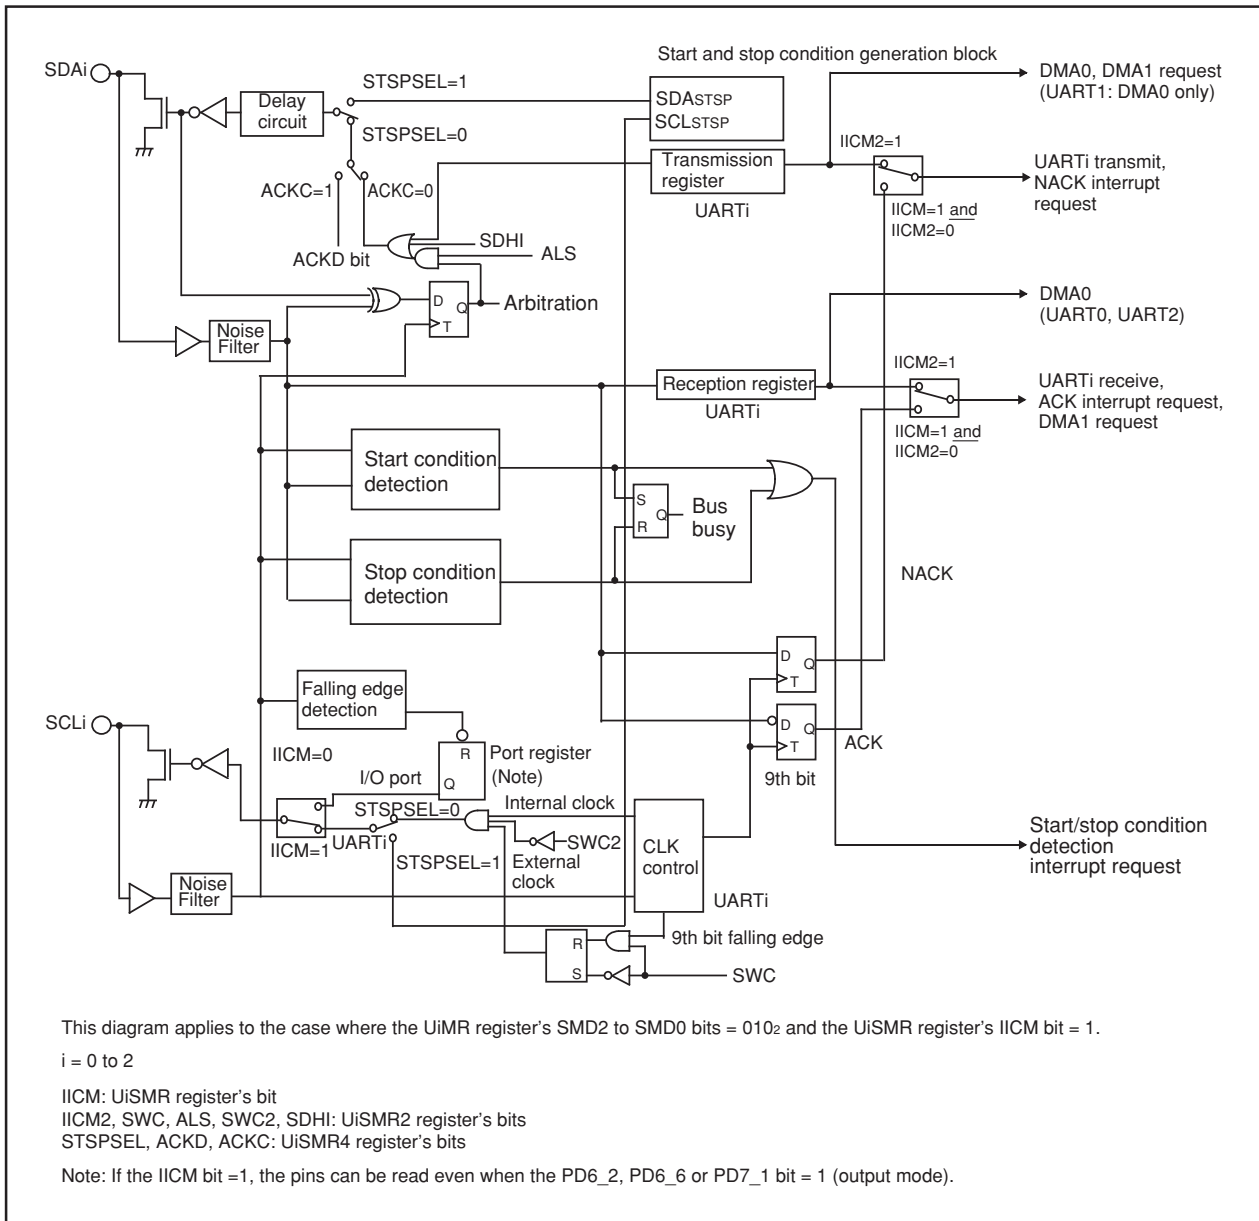 Start and stop condition generation block
SDAi
STSPSEL=1
DMA0, DMA1 request
(UART1: DMA0 only)
Delay
circuit
SDASTSP
SCLSTSP
STSPSEL=0
IICM2=1
Transmission
register
UARTi transmit,
NACK interrupt
request
ACKC=1
ACKC=0
UARTi
IICM=1 and
IICM2=0
SDHI
ALS
ACKD bit
D
Q
T
Arbitration
DMA0
(UART0, UART2)
Noise
Filter
IICM2=1
Reception register
UARTi
UARTi receive,
ACK interrupt request,
DMA1 request
IICM=1 and
IICM2=0
Start condition
detection
S
R
Q
Bus
busy
Stop condition
detection
NACK
D
Q
T
Falling edge
detection
SCLi
D
Q
T
ACK
9th bit
IICM=0
R
Q
Port register
(Note)
I/O port
STSPSEL=0
Internal clock
UARTi
IICM=1
SWC2
CLK
control
Start/stop condition
detection
interrupt request
STSPSEL=1
External
clock
Noise
Filter
UARTi
9th bit falling edge
R
S
SWC
This diagram applies to the case where the UiMR register's SMD2 to SMD0 bits = 0102 and the UiSMR register's IICM bit = 1.
i = 0 to 2
IICM: UiSMR register's bit
IICM2, SWC, ALS, SWC2, SDHI: UiSMR2 register's bits
STSPSEL, ACKD, ACKC: UiSMR4 register's bits
Note: If the IICM bit =1, the pins can be read even when the PD6_2, PD6_6 or PD7_1 bit = 1 (output mode).